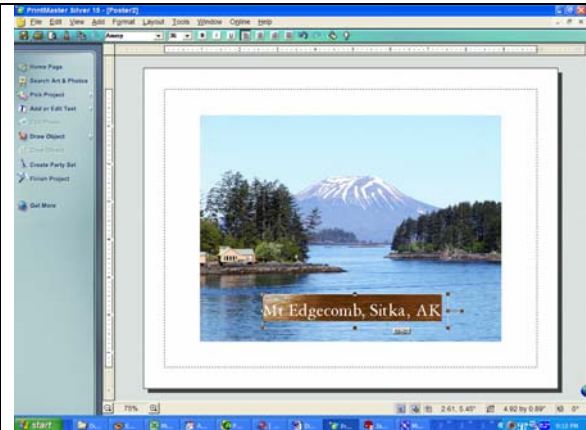 PrintMaster Silver 15 - [Poster2]
File Edit View Add Format Layout Tools Window Online Help
Home Page
Search Art & Photos
Pick Project
Add or Edit Text
Draw Object
Create Party Set
Finish Project
Get More
Mt Edgecomb, Sitka, AK
75%
2.61, 5.45"
4.92 by 0.89"
0°
start